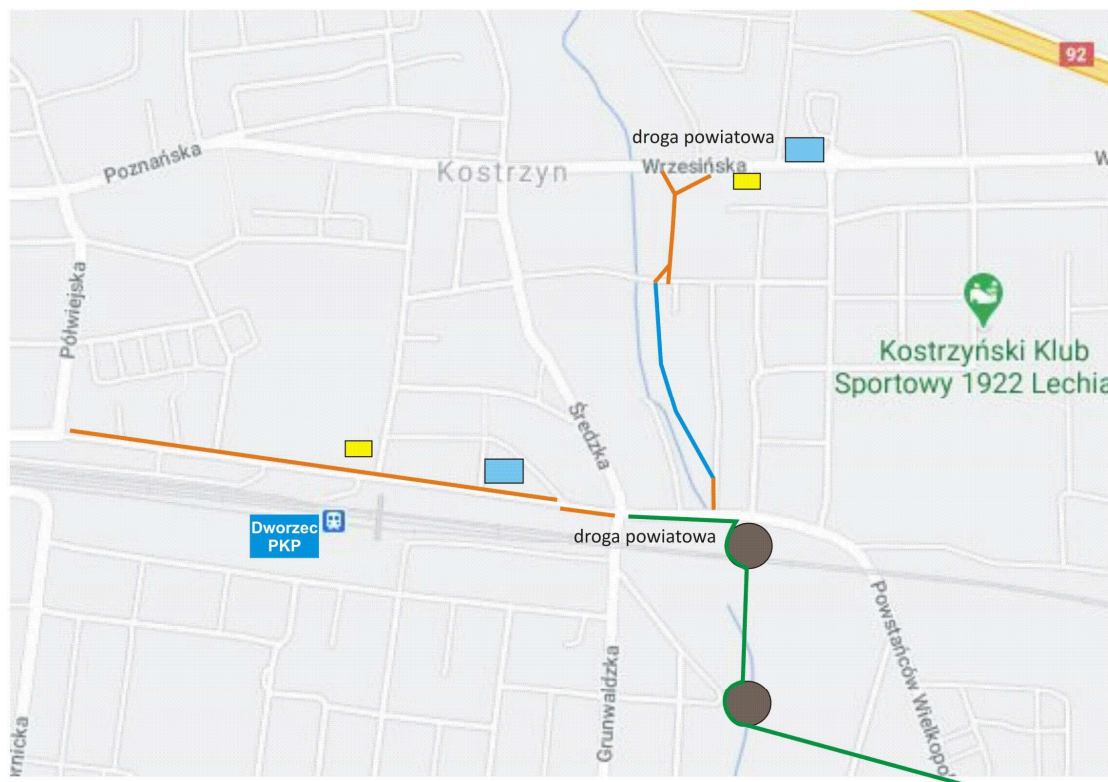 92
droga powiatowa
Wrzesińska
W
Poznańska
Kostrzyn
Półwiejska
Kostrzyński Klub
Sportowy 1922 Lechia
Średzka
Dworzec
PKP
droga powiatowa
Powstańców Wielkopol
Grunwaldzka
rnicka